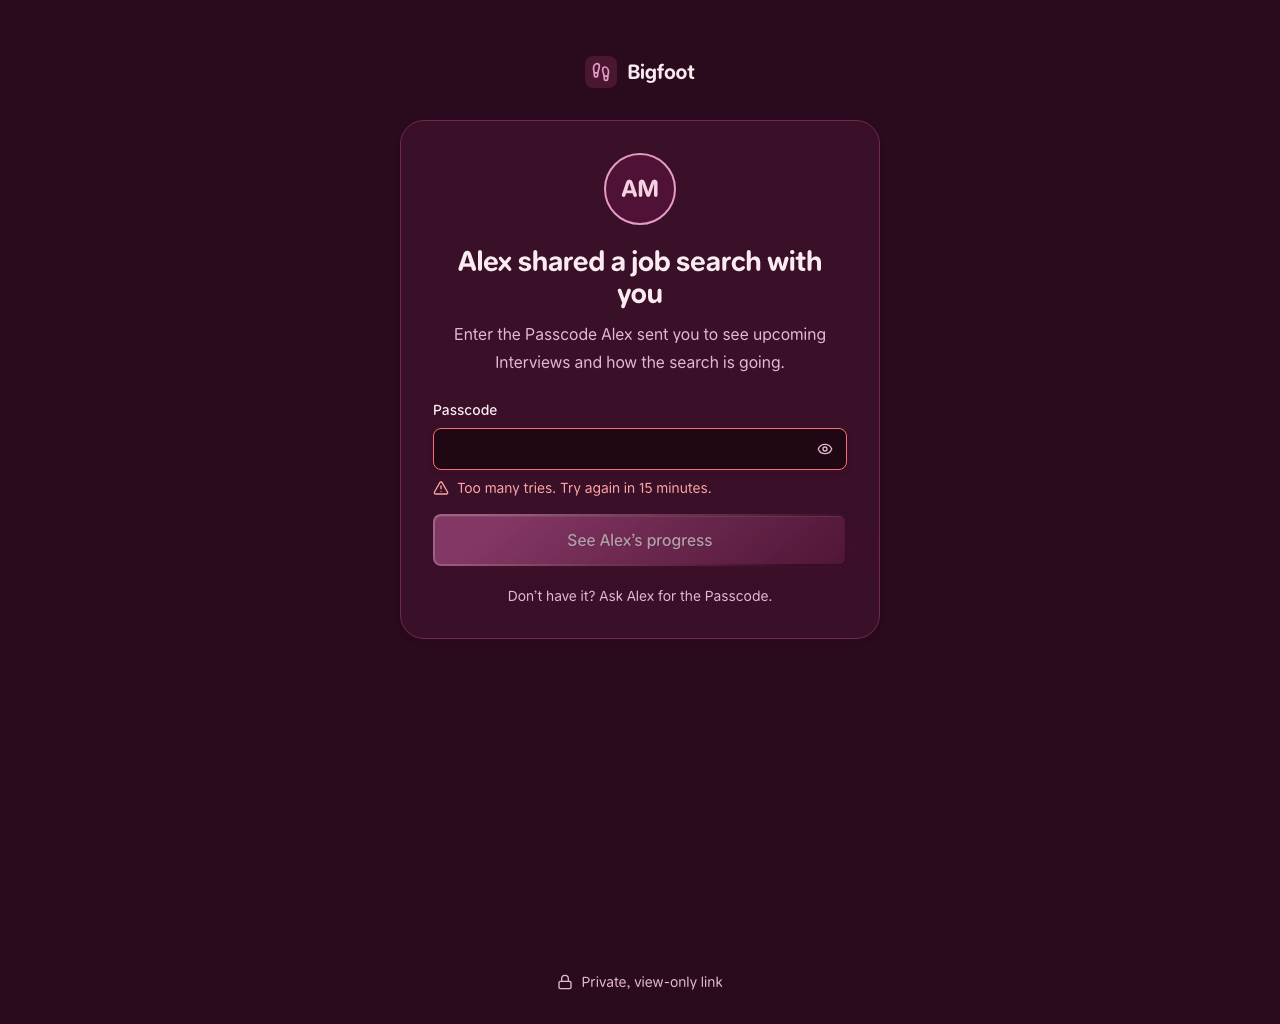 Bigfoot
AM
Alex shared a job search with
you
Enter the Passcode Alex sent you to see upcoming
Interviews and how the search is going.
Passcode
Too many tries. Try again in 15 minutes.
See Alex’s progress
Don’t have it? Ask Alex for the Passcode.
Private, view-only link